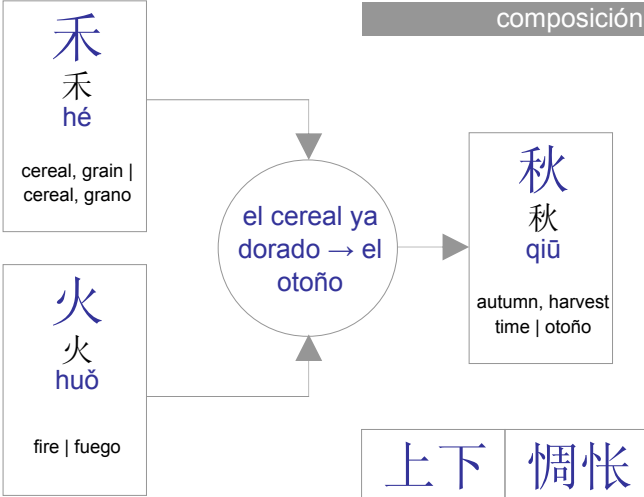 composición
禾
禾
hé
cereal, grain |
cereal, grano
el cereal ya
dorado → el
otoño
秋
秋
qiū
autumn, harvest
time | otoño
火
火
huǒ
fire | fuego
上下 惆怅